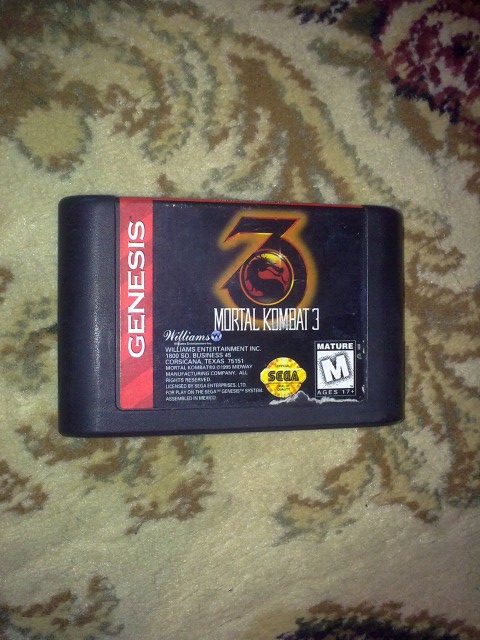 GENESIS
3
MORTAL KOMBAT 3
Williams
WILLIAMS ENTERTAINMENT INC.
1800 SO. BUSINESS 45
CORSICANA, TEXAS 75151
MORTAL KOMBAT®3 ©1995 MIDWAY
MANUFACTURING COMPANY. ALL
RIGHTS RESERVED.
LICENSED BY SEGA ENTERPRISES, LTD.
FOR PLAY ON THE SEGA™ GENESIS™ SYSTEM.
ASSEMBLED IN MEXICO.
SEGA
MATURE
M
AGES 17+